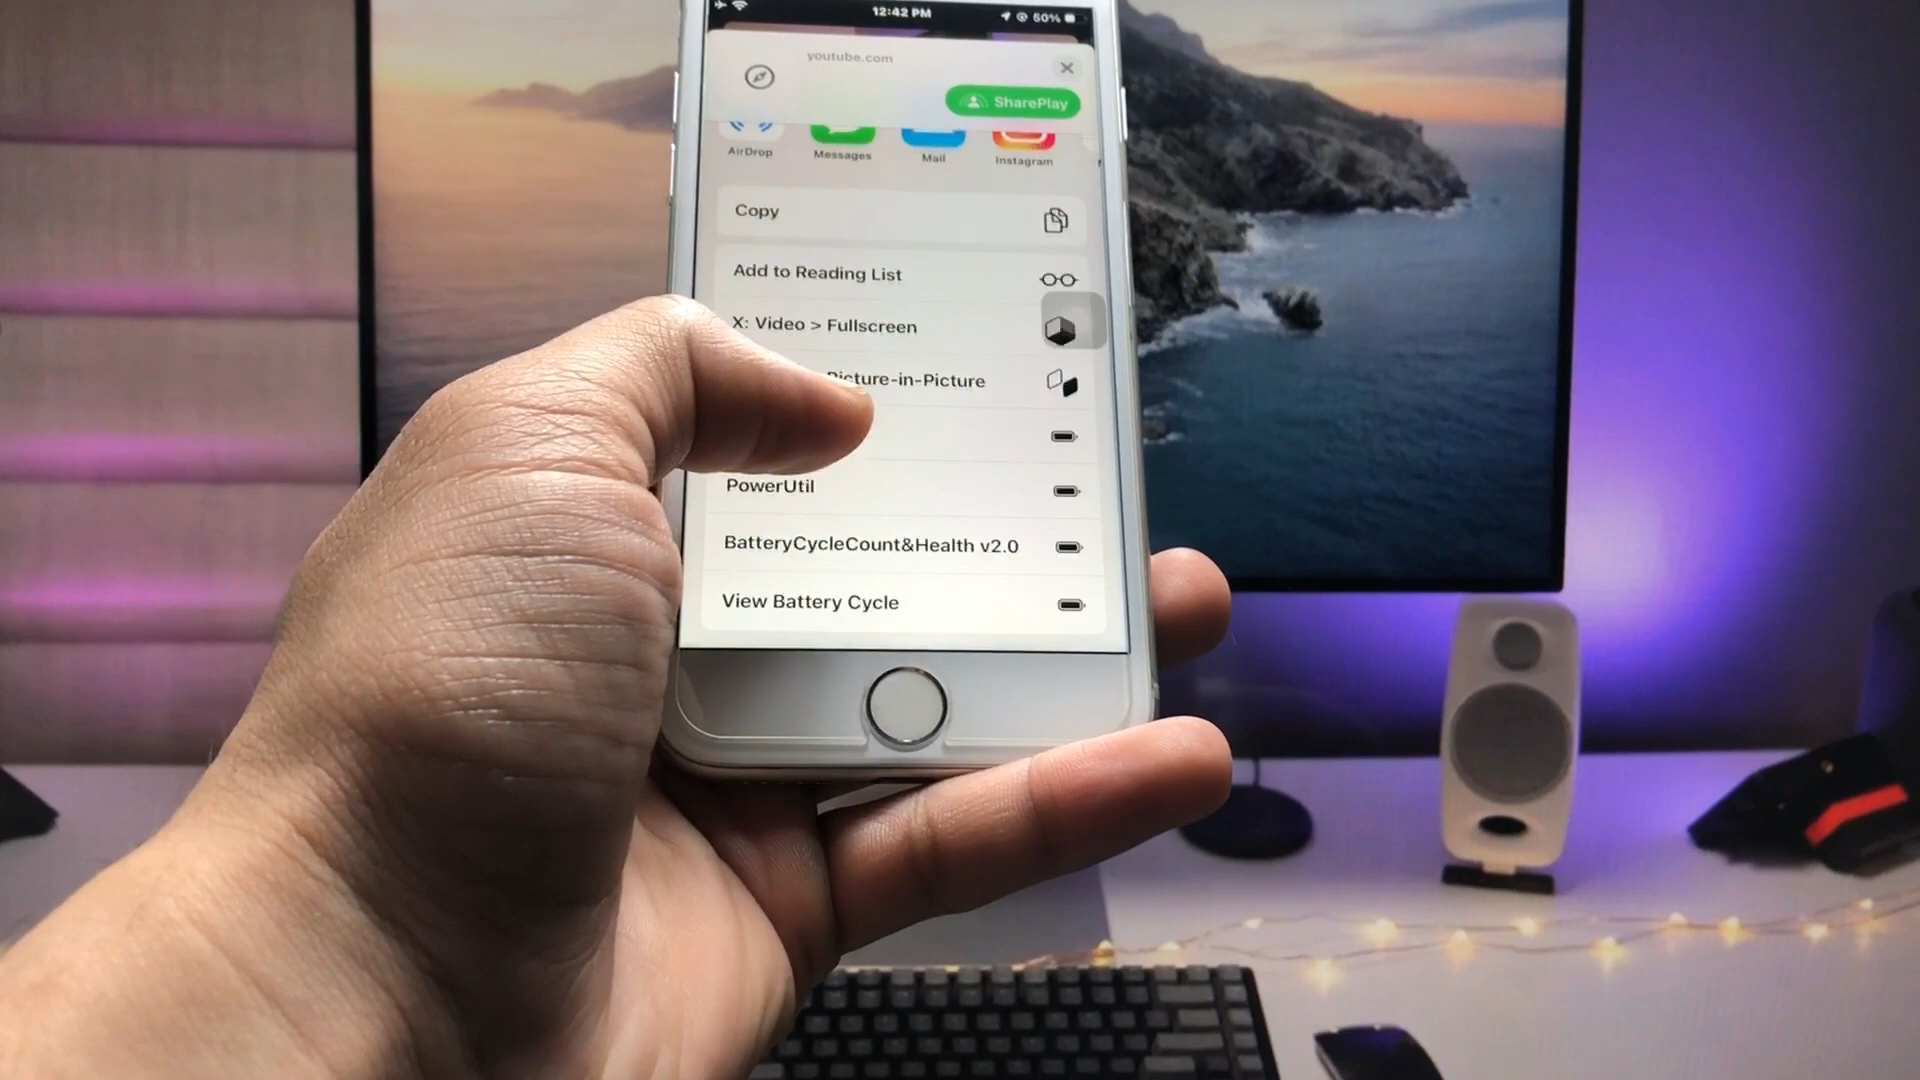 12:42 PM
50%
youtube.com
SharePlay
AirDrop
Messages
Mail
Instagram
Copy
Add to Reading List
X: Video > Fullscreen
Picture-in-Picture
PowerUtil
BatteryCycleCount&Health v2.0
View Battery Cycle